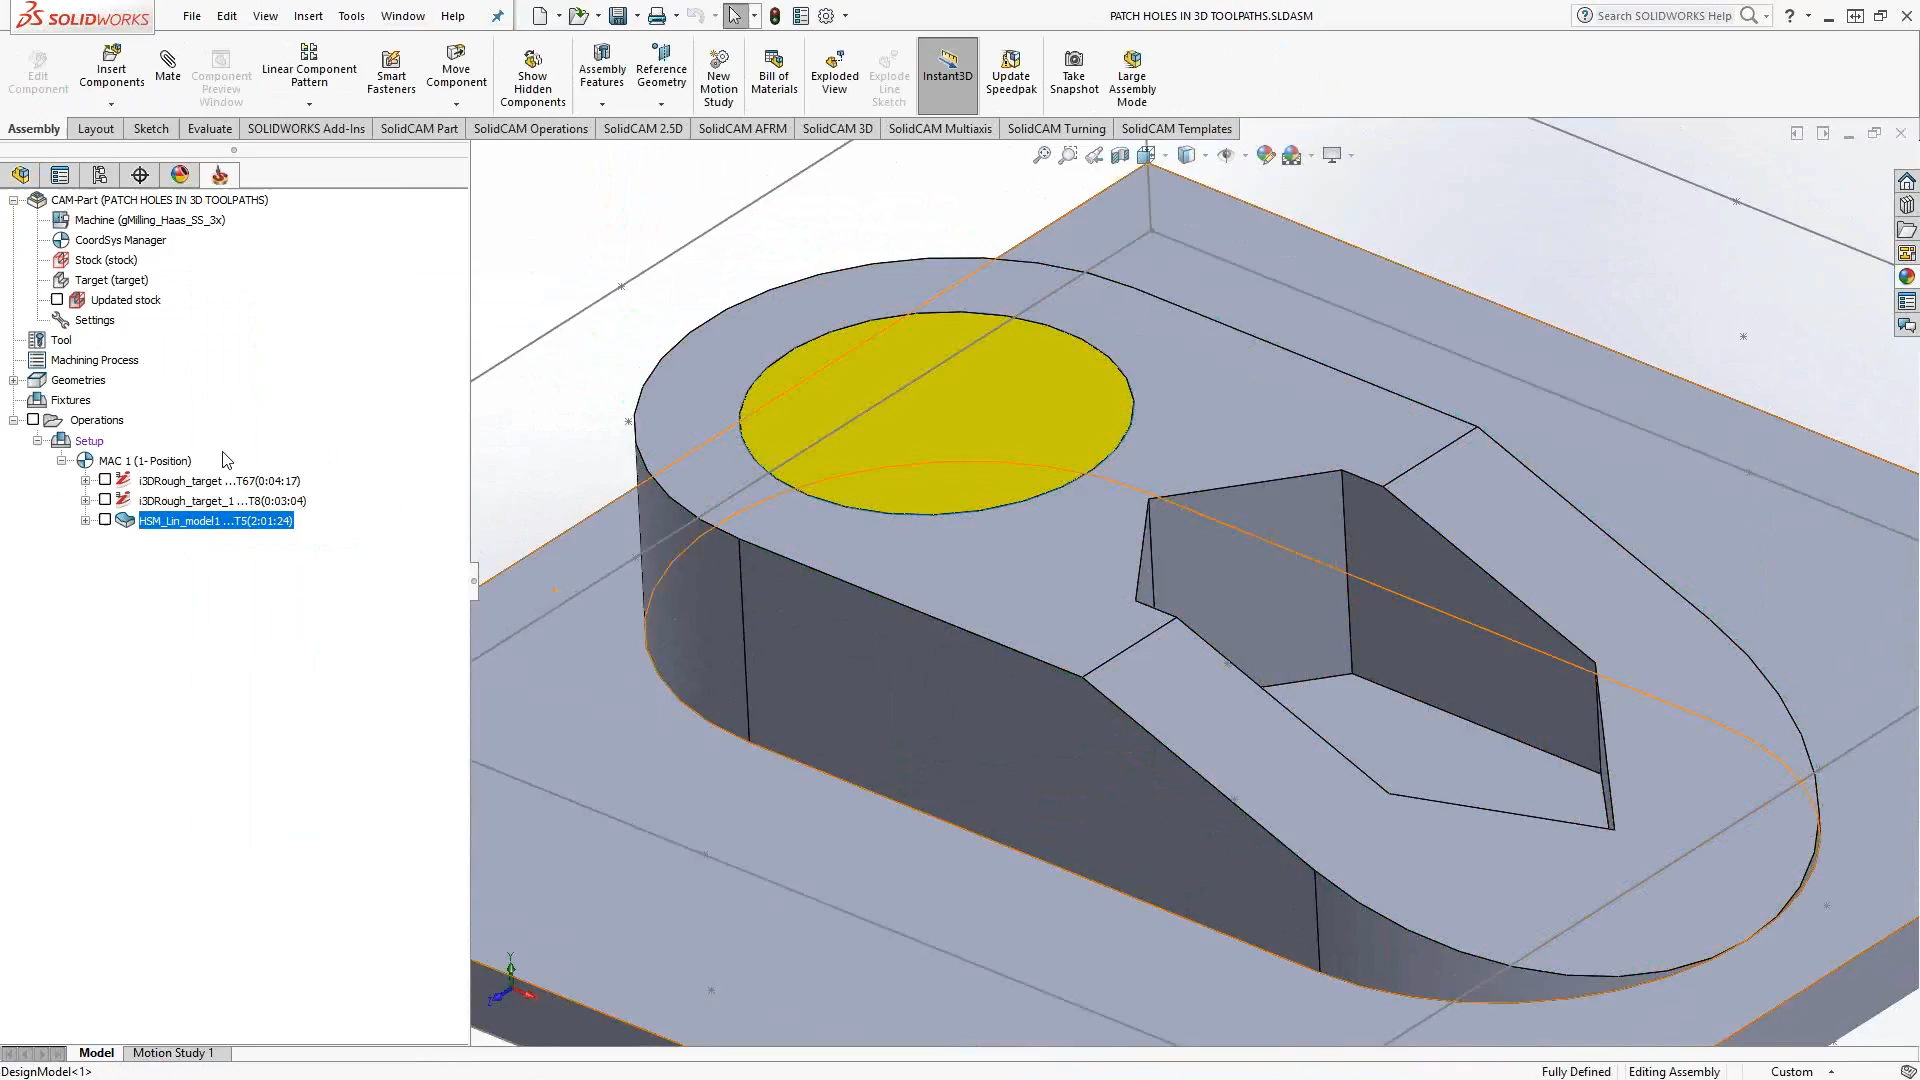 SOLIDWORKS
File Edit View Insert Tools Window Help
PATCH HOLES IN 3D TOOLPATHS.SLDASM
Search SOLIDWORKS Help
Edit Component
Insert Components
Mate
Component Preview Window
Linear Component Pattern
Smart Fasteners
Move Component
Show Hidden Components
Assembly Features
Reference Geometry
New Motion Study
Bill of Materials
Exploded View
Explode Line Sketch
Instant3D
Update Speedpak
Take Snapshot
Large Assembly Mode
Assembly Layout Sketch Evaluate SOLIDWORKS Add-Ins SolidCAM Part SolidCAM Operations SolidCAM 2.5D SolidCAM AFRM SolidCAM 3D SolidCAM Multiaxis SolidCAM Turning SolidCAM Templates
CAM-Part (PATCH HOLES IN 3D TOOLPATHS)
Machine (gMilling_Haas_SS_3x)
CoordSys Manager
Stock (stock)
Target (target)
Updated stock
Settings
Tool
Machining Process
Geometries
Fixtures
Operations
Setup
MAC 1 (1- Position)
i3DRough_target ...T67(0:04:17)
i3DRough_target_1 ...T8(0:03:04)
HSM_Lin_model1 ...T5(2:01:24)
Y
Z
Model Motion Study 1
DesignModel<1>
Fully Defined Editing Assembly Custom